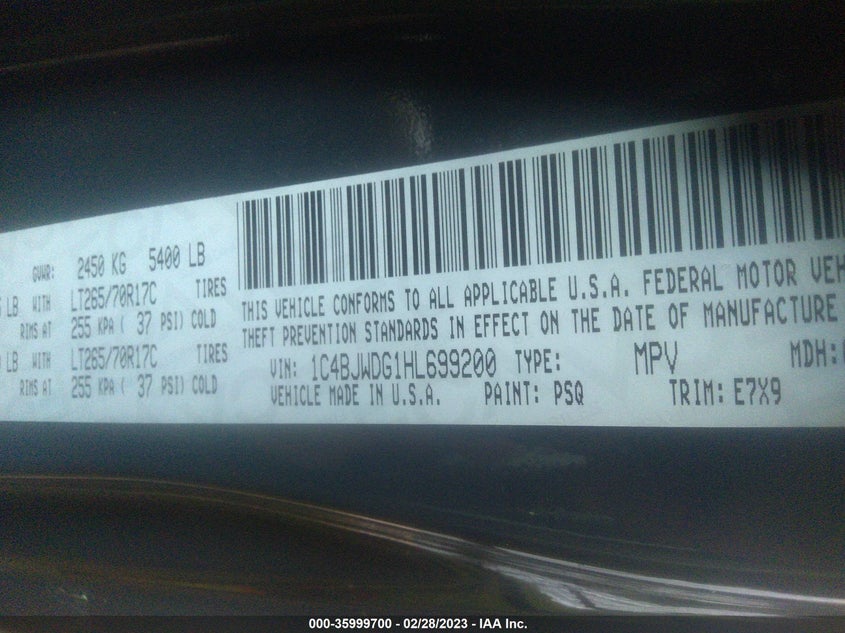 GVWR: 2450 KG 5400 LB
LB WITH LT265/70R17C TIRES
RIMS AT 255 KPA ( 37 PSI) COLD
LB WITH LT265/70R17C TIRES
RIMS AT 255 KPA ( 37 PSI) COLD
THIS VEHICLE CONFORMS TO ALL APPLICABLE U.S.A. FEDERAL MOTOR VEH
THEFT PREVENTION STANDARDS IN EFFECT ON THE DATE OF MANUFACTURE
VIN: 1C4BJWDG1HL699200 TYPE: MPV MDH:
VEHICLE MADE IN U.S.A. PAINT: PSQ TRIM: E7X9
000-35999700 - 02/28/2023 - IAA Inc.